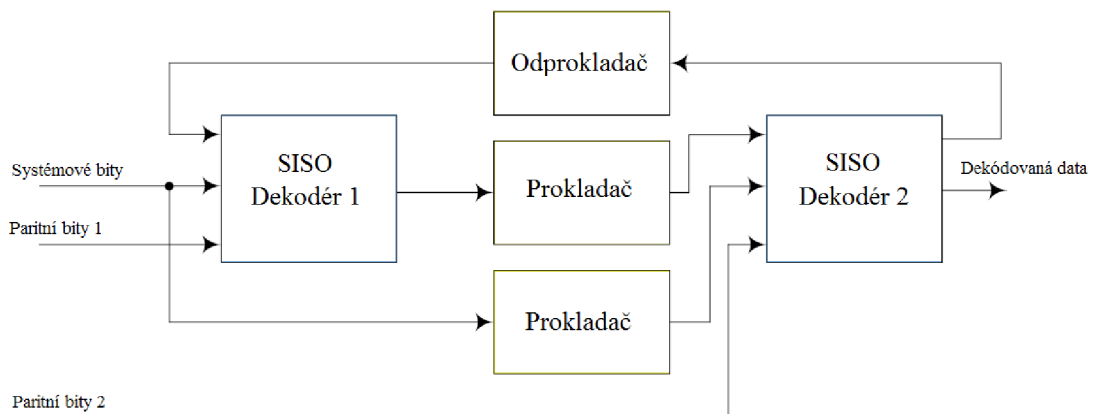 Odprokladač
SISO
Dekodér 1
Prokladač
SISO
Dekodér 2
Systémové bity
Dekódovaná data
Paritní bity 1
Prokladač
Paritní bity 2